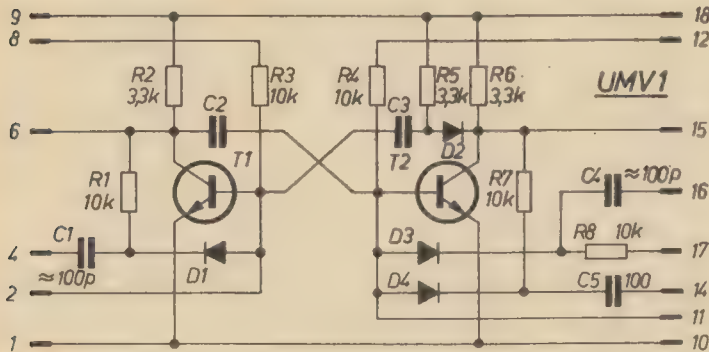 9
18
8
12
R2
3,3k
R3
10k
R4
10k
R5
3,3k
R6
3,3k
UMV1
C2
C3
6
15
T1
T2
D2
R1
10k
R7
10k
C4
≈100p
16
R8
10k
17
C1
≈100p
4
D1
D3
D4
C5
100
14
2
11
1
10